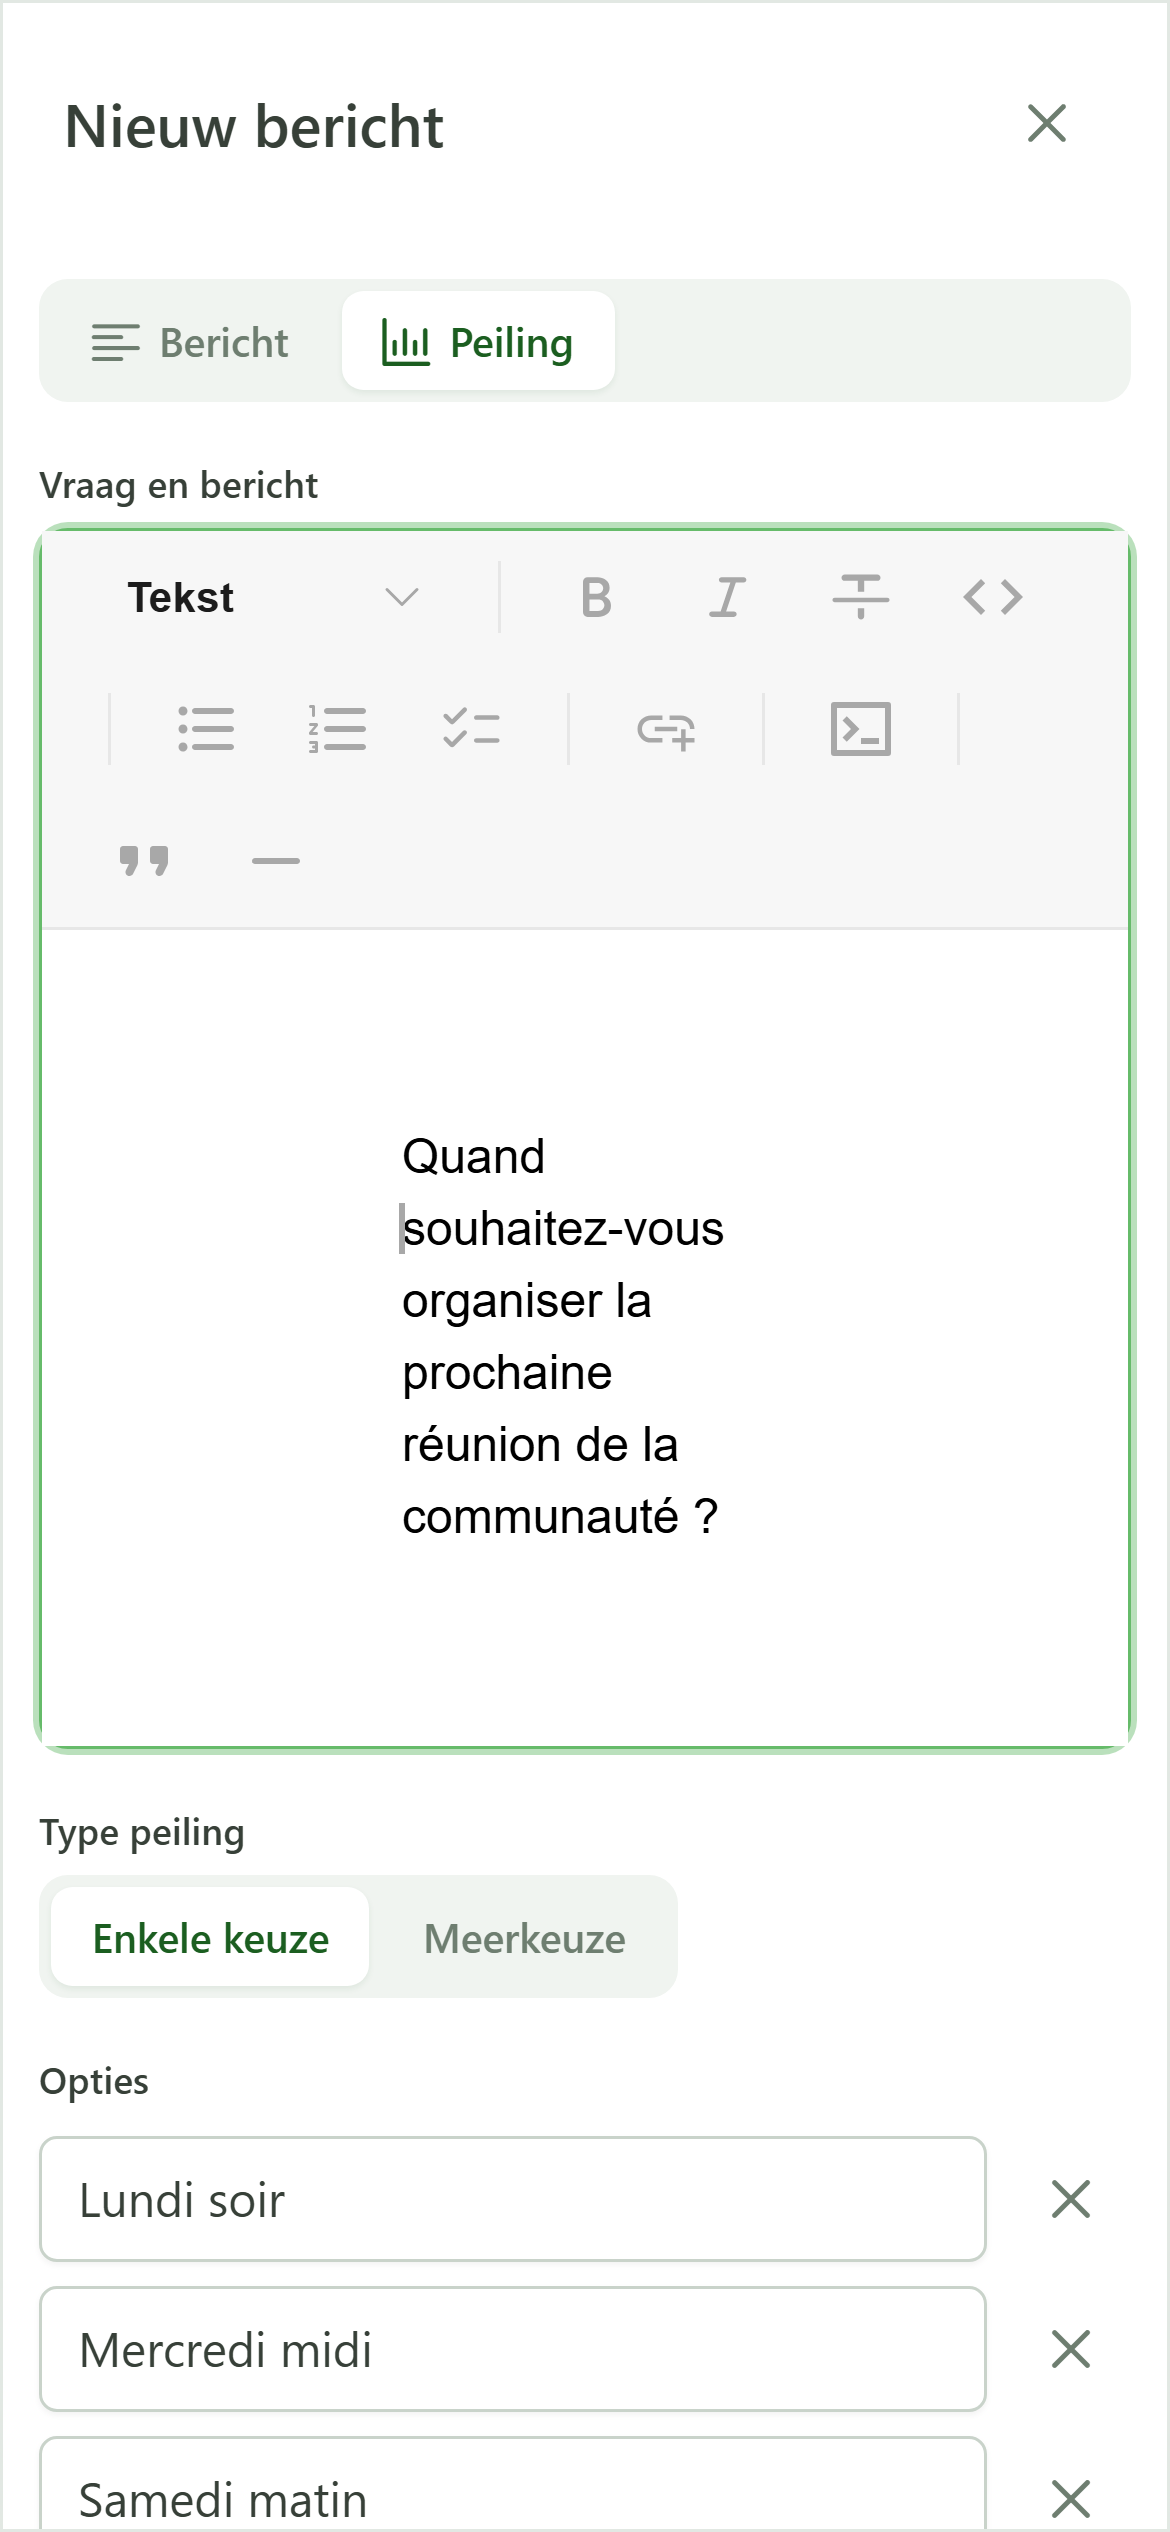 Nieuw bericht
Bericht
Peiling
Vraag en bericht
Tekst
Quand
souhaitez-vous
organiser la
prochaine
réunion de la
communauté ?
Type peiling
Enkele keuze
Meerkeuze
Opties
Lundi soir
Mercredi midi
Samedi matin